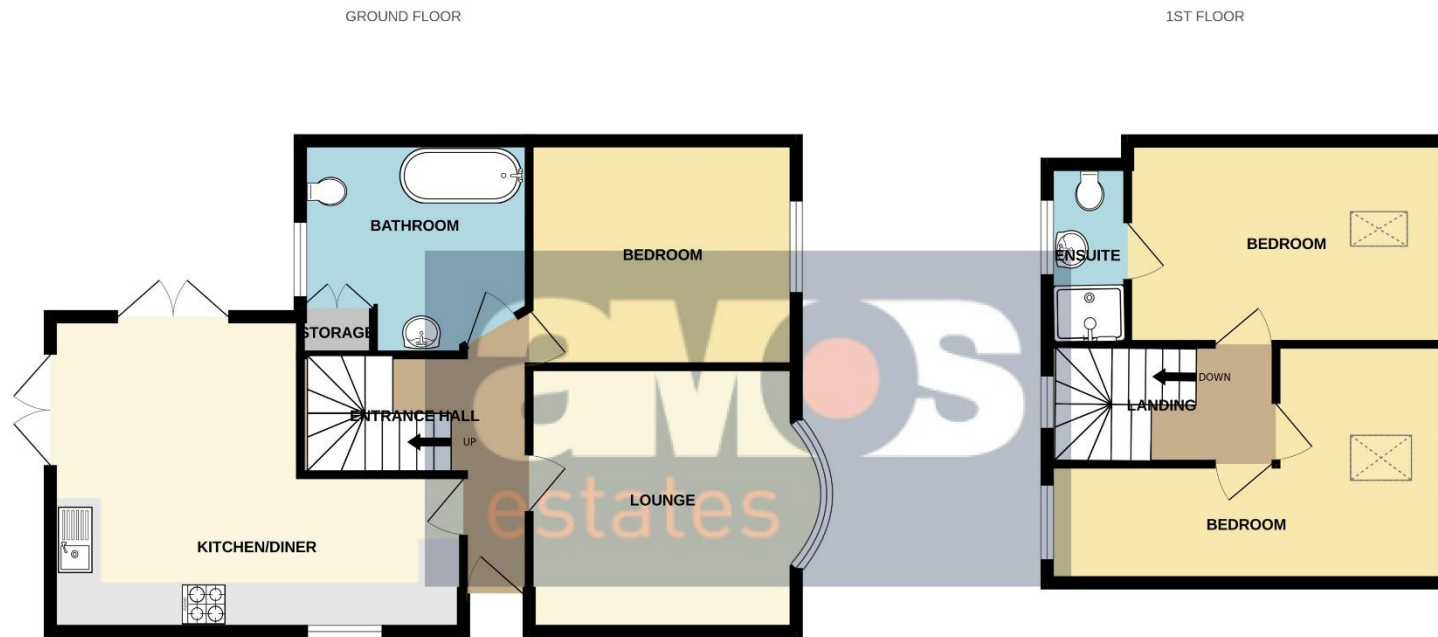 GROUND FLOOR
1ST FLOOR
BATHROOM
BEDROOM
STORAGE
ENTRANCE HALL
UP
LOUNGE
KITCHEN/DINER
BEDROOM
ENSUITE
DOWN
LANDING
BEDROOM
amos
estates